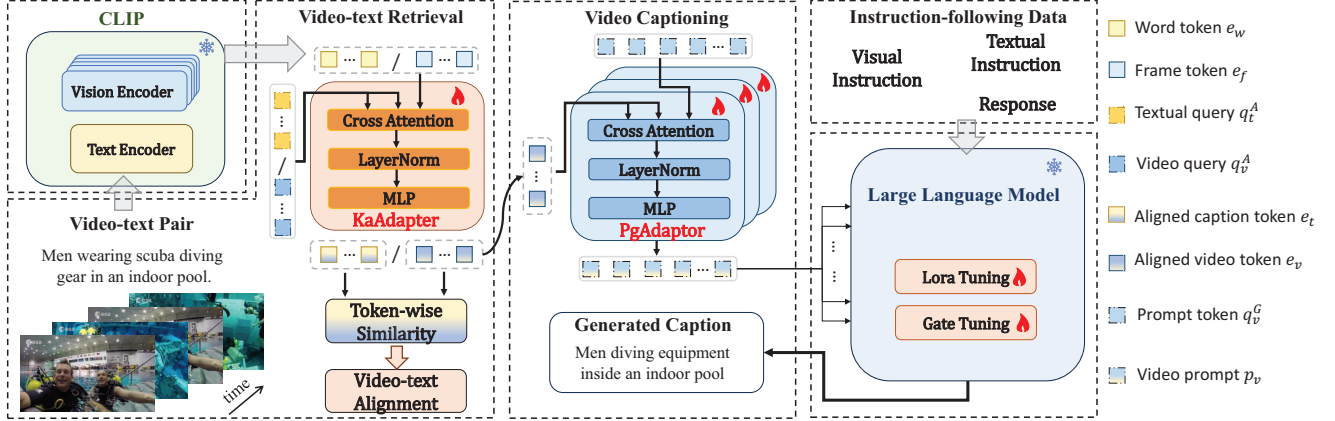 CLIP
Vision Encoder
Text Encoder
Video-text Pair
Men wearing scuba diving
gear in an indoor pool.
esa
time
Video-text Retrieval
... / ...
...
/
...
Cross Attention
LayerNorm
MLP
KaAdapter
... / ...
Token-wise
Similarity
Video-text
Alignment
Video Captioning
...
...
Cross Attention
LayerNorm
MLP
PgAdaptor
...
Generated Caption
Men diving equipment
inside an indoor pool
Instruction-following Data
Visual
Instruction
Textual
Instruction
Response
Large Language Model
Lora Tuning
Gate Tuning
Word token e_w
Frame token e_f
Textual query q_t^A
Video query q_v^A
Aligned caption token e_t
Aligned video token e_v
Prompt token q_v^G
Video prompt p_v